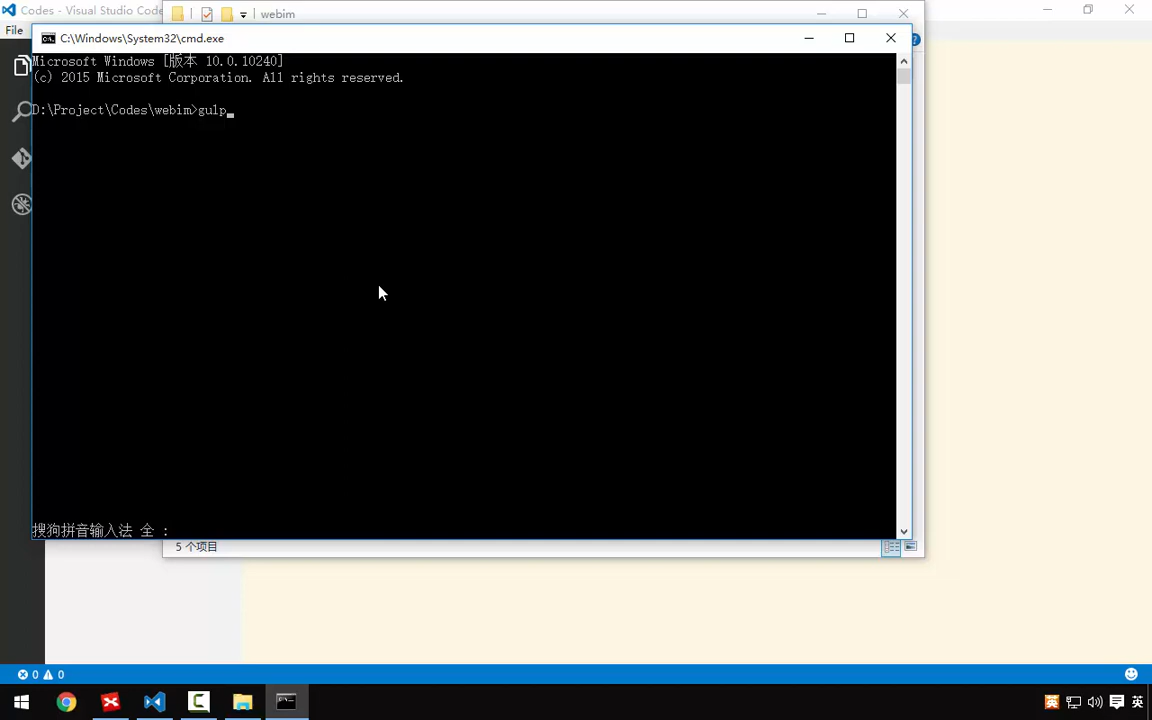 Codes - Visual Studio Code
webim
File
C:\Windows\System32\cmd.exe
Microsoft Windows [版本 10.0.10240]
(c) 2015 Microsoft Corporation. All rights reserved.
D:\Project\Codes\webim>gulp
搜狗拼音输入法 全 :
5 个项目
0 0
英 英